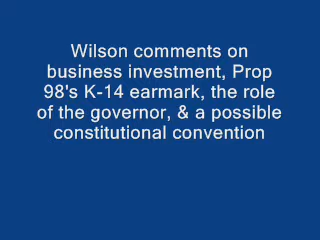 Wilson comments on
business investment, Prop
98's K-14 earmark, the role
of the governor, & a possible
constitutional convention